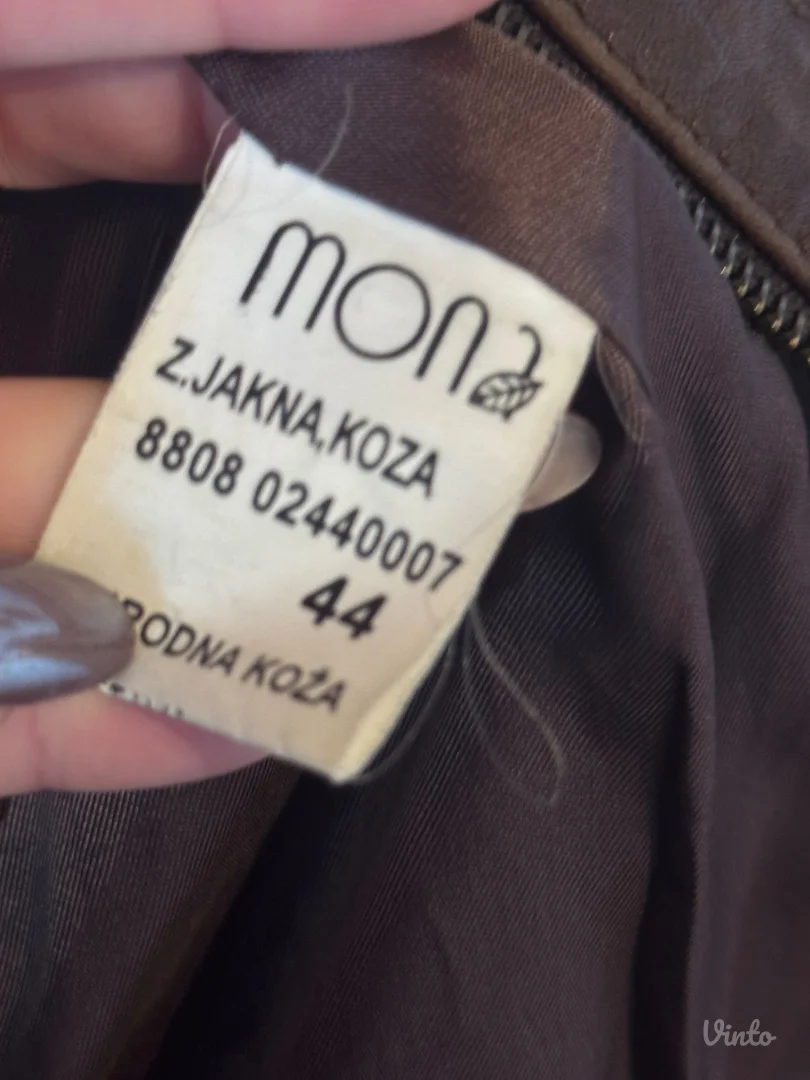 mona
Z.JAKNA,KOZA
8808 02440007
44
RODNA KOŽA
Vinto